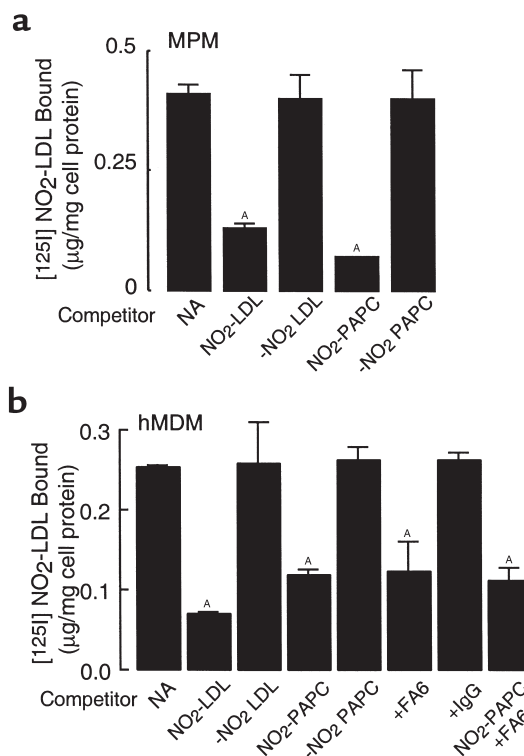 a
MPM
[125I] NO2-LDL Bound
(µg/mg cell protein)
0.5
0.25
0
A
A
Competitor
NA
NO2-LDL
-NO2 LDL
NO2-PAPC
-NO2 PAPC
b
hMDM
[125I] NO2-LDL Bound
(µg/mg cell protein)
0.3
0.2
0.1
0.0
A
A
A
A
Competitor
NA
NO2-LDL
-NO2 LDL
NO2-PAPC
-NO2 PAPC
+FA6
+IgG
NO2-PAPC
+FA6